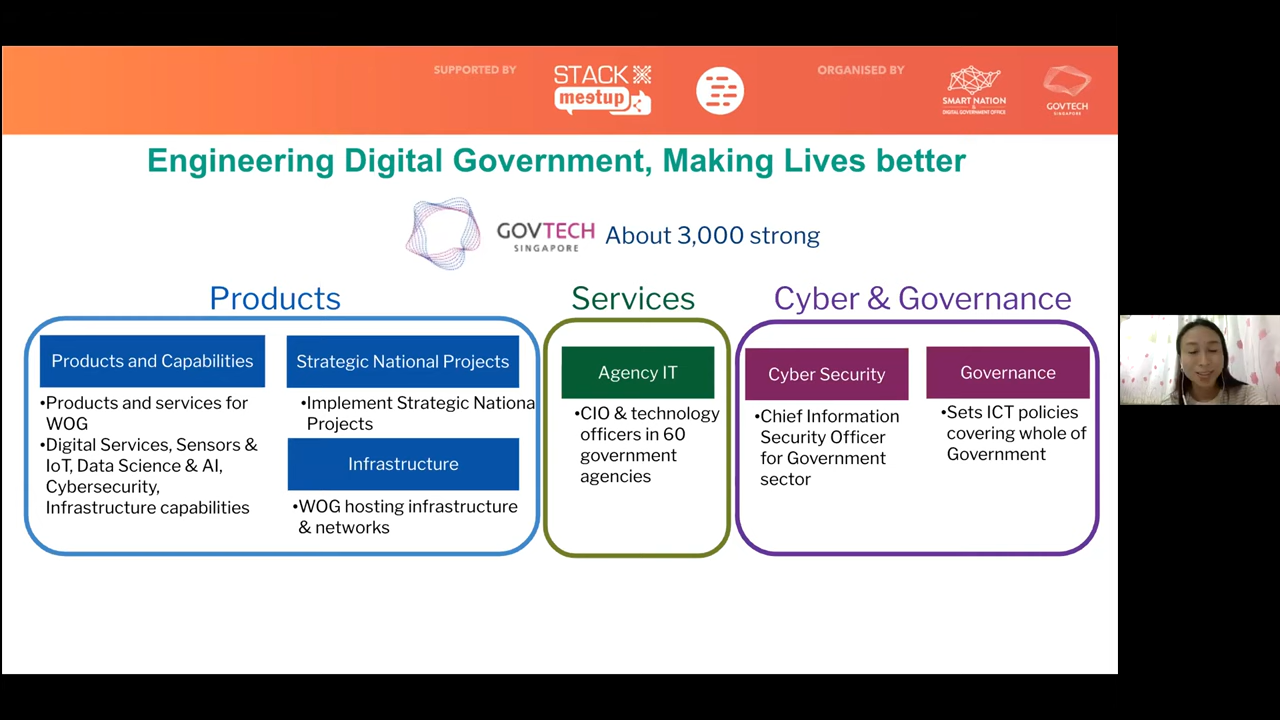 SUPPORTED BY
STACK
meetup
ORGANISED BY
SMART NATION
&
DIGITAL GOVERNMENT OFFICE
GOVTECH
SINGAPORE
Engineering Digital Government, Making Lives better
GOVTECH
SINGAPORE
About 3,000 strong
Products
Products and Capabilities
•Products and services for
WOG
•Digital Services, Sensors &
IoT, Data Science & AI,
Cybersecurity,
Infrastructure capabilities
Strategic National Projects
•Implement Strategic Nationa
Projects
Infrastructure
•WOG hosting infrastructure
& networks
Services
Agency IT
•CIO & technology
officers in 60
government
agencies
Cyber & Governance
Cyber Security
•Chief Information
Security Officer
for Government
sector
Governance
•Sets ICT policies
covering whole of
Government